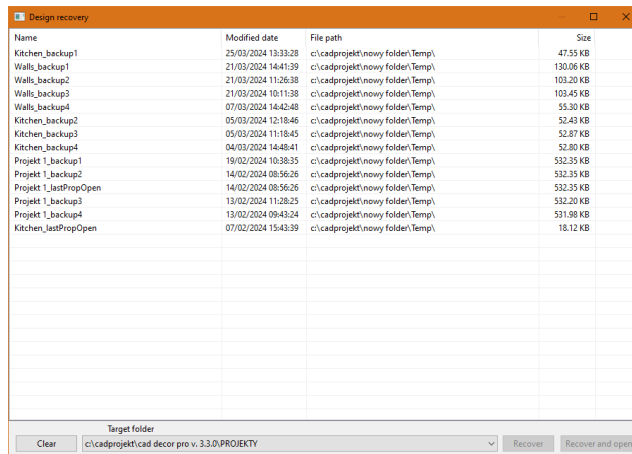 Design recovery
Name Modified date File path Size
Kitchen_backup1 25/03/2024 13:33:28 c:\cadprojekt\nowy folder\Temp\ 47.55 KB
Walls_backup1 21/03/2024 14:41:39 c:\cadprojekt\nowy folder\Temp\ 130.06 KB
Walls_backup2 21/03/2024 11:26:38 c:\cadprojekt\nowy folder\Temp\ 103.20 KB
Walls_backup3 21/03/2024 10:11:38 c:\cadprojekt\nowy folder\Temp\ 103.45 KB
Walls_backup4 07/03/2024 14:42:48 c:\cadprojekt\nowy folder\Temp\ 55.30 KB
Kitchen_backup2 05/03/2024 12:18:46 c:\cadprojekt\nowy folder\Temp\ 52.43 KB
Kitchen_backup3 05/03/2024 11:18:45 c:\cadprojekt\nowy folder\Temp\ 52.87 KB
Kitchen_backup4 04/03/2024 14:48:41 c:\cadprojekt\nowy folder\Temp\ 52.80 KB
Projekt 1_backup1 19/02/2024 10:38:35 c:\cadprojekt\nowy folder\Temp\ 532.35 KB
Projekt 1_backup2 14/02/2024 08:56:26 c:\cadprojekt\nowy folder\Temp\ 532.35 KB
Projekt 1_lastPropOpen 14/02/2024 08:56:26 c:\cadprojekt\nowy folder\Temp\ 532.35 KB
Projekt 1_backup3 13/02/2024 11:28:25 c:\cadprojekt\nowy folder\Temp\ 532.20 KB
Projekt 1_backup4 13/02/2024 09:43:24 c:\cadprojekt\nowy folder\Temp\ 531.98 KB
Kitchen_lastPropOpen 07/02/2024 15:43:39 c:\cadprojekt\nowy folder\Temp\ 18.12 KB
Target folder
Clear c:\cadprojekt\cad decor pro v. 3.3.0\PROJEKTY Recover Recover and open